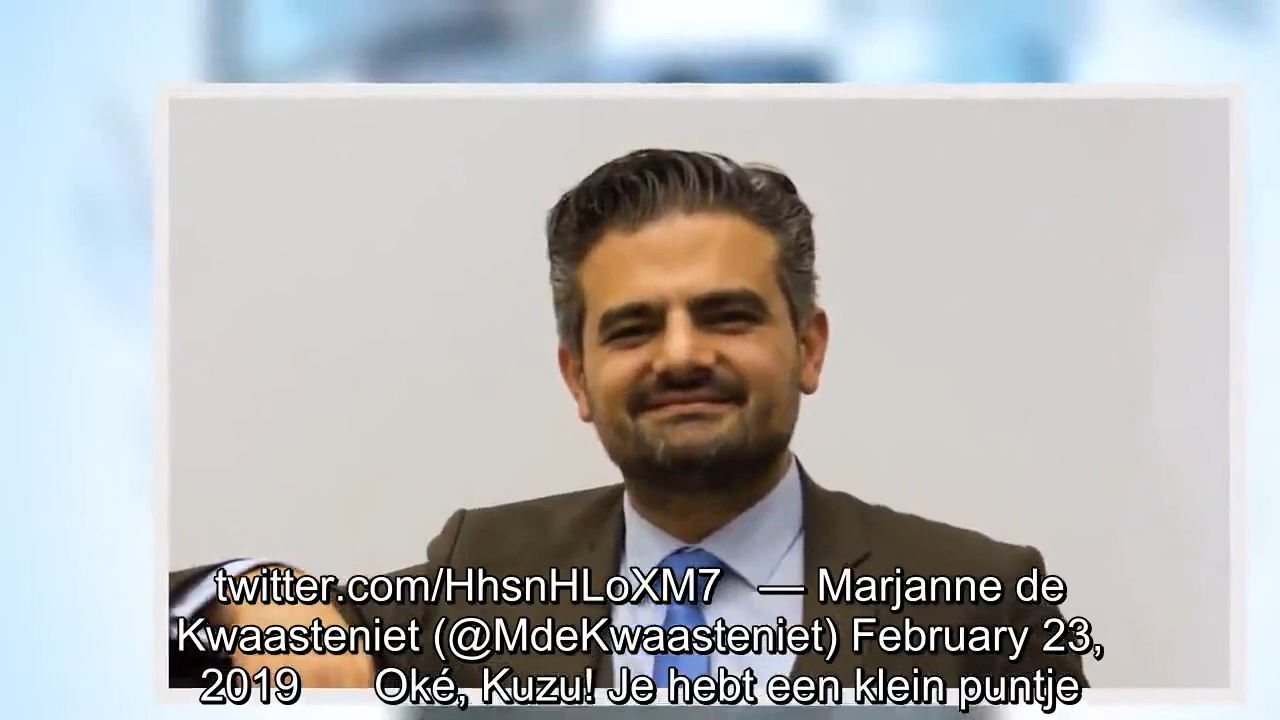 twitter.com/HhsnHLoXM7 — Marjanne de
Kwaasteniet (@MdeKwaasteniet) February 23,
2019 Oké, Kuzu! Je hebt een klein puntje